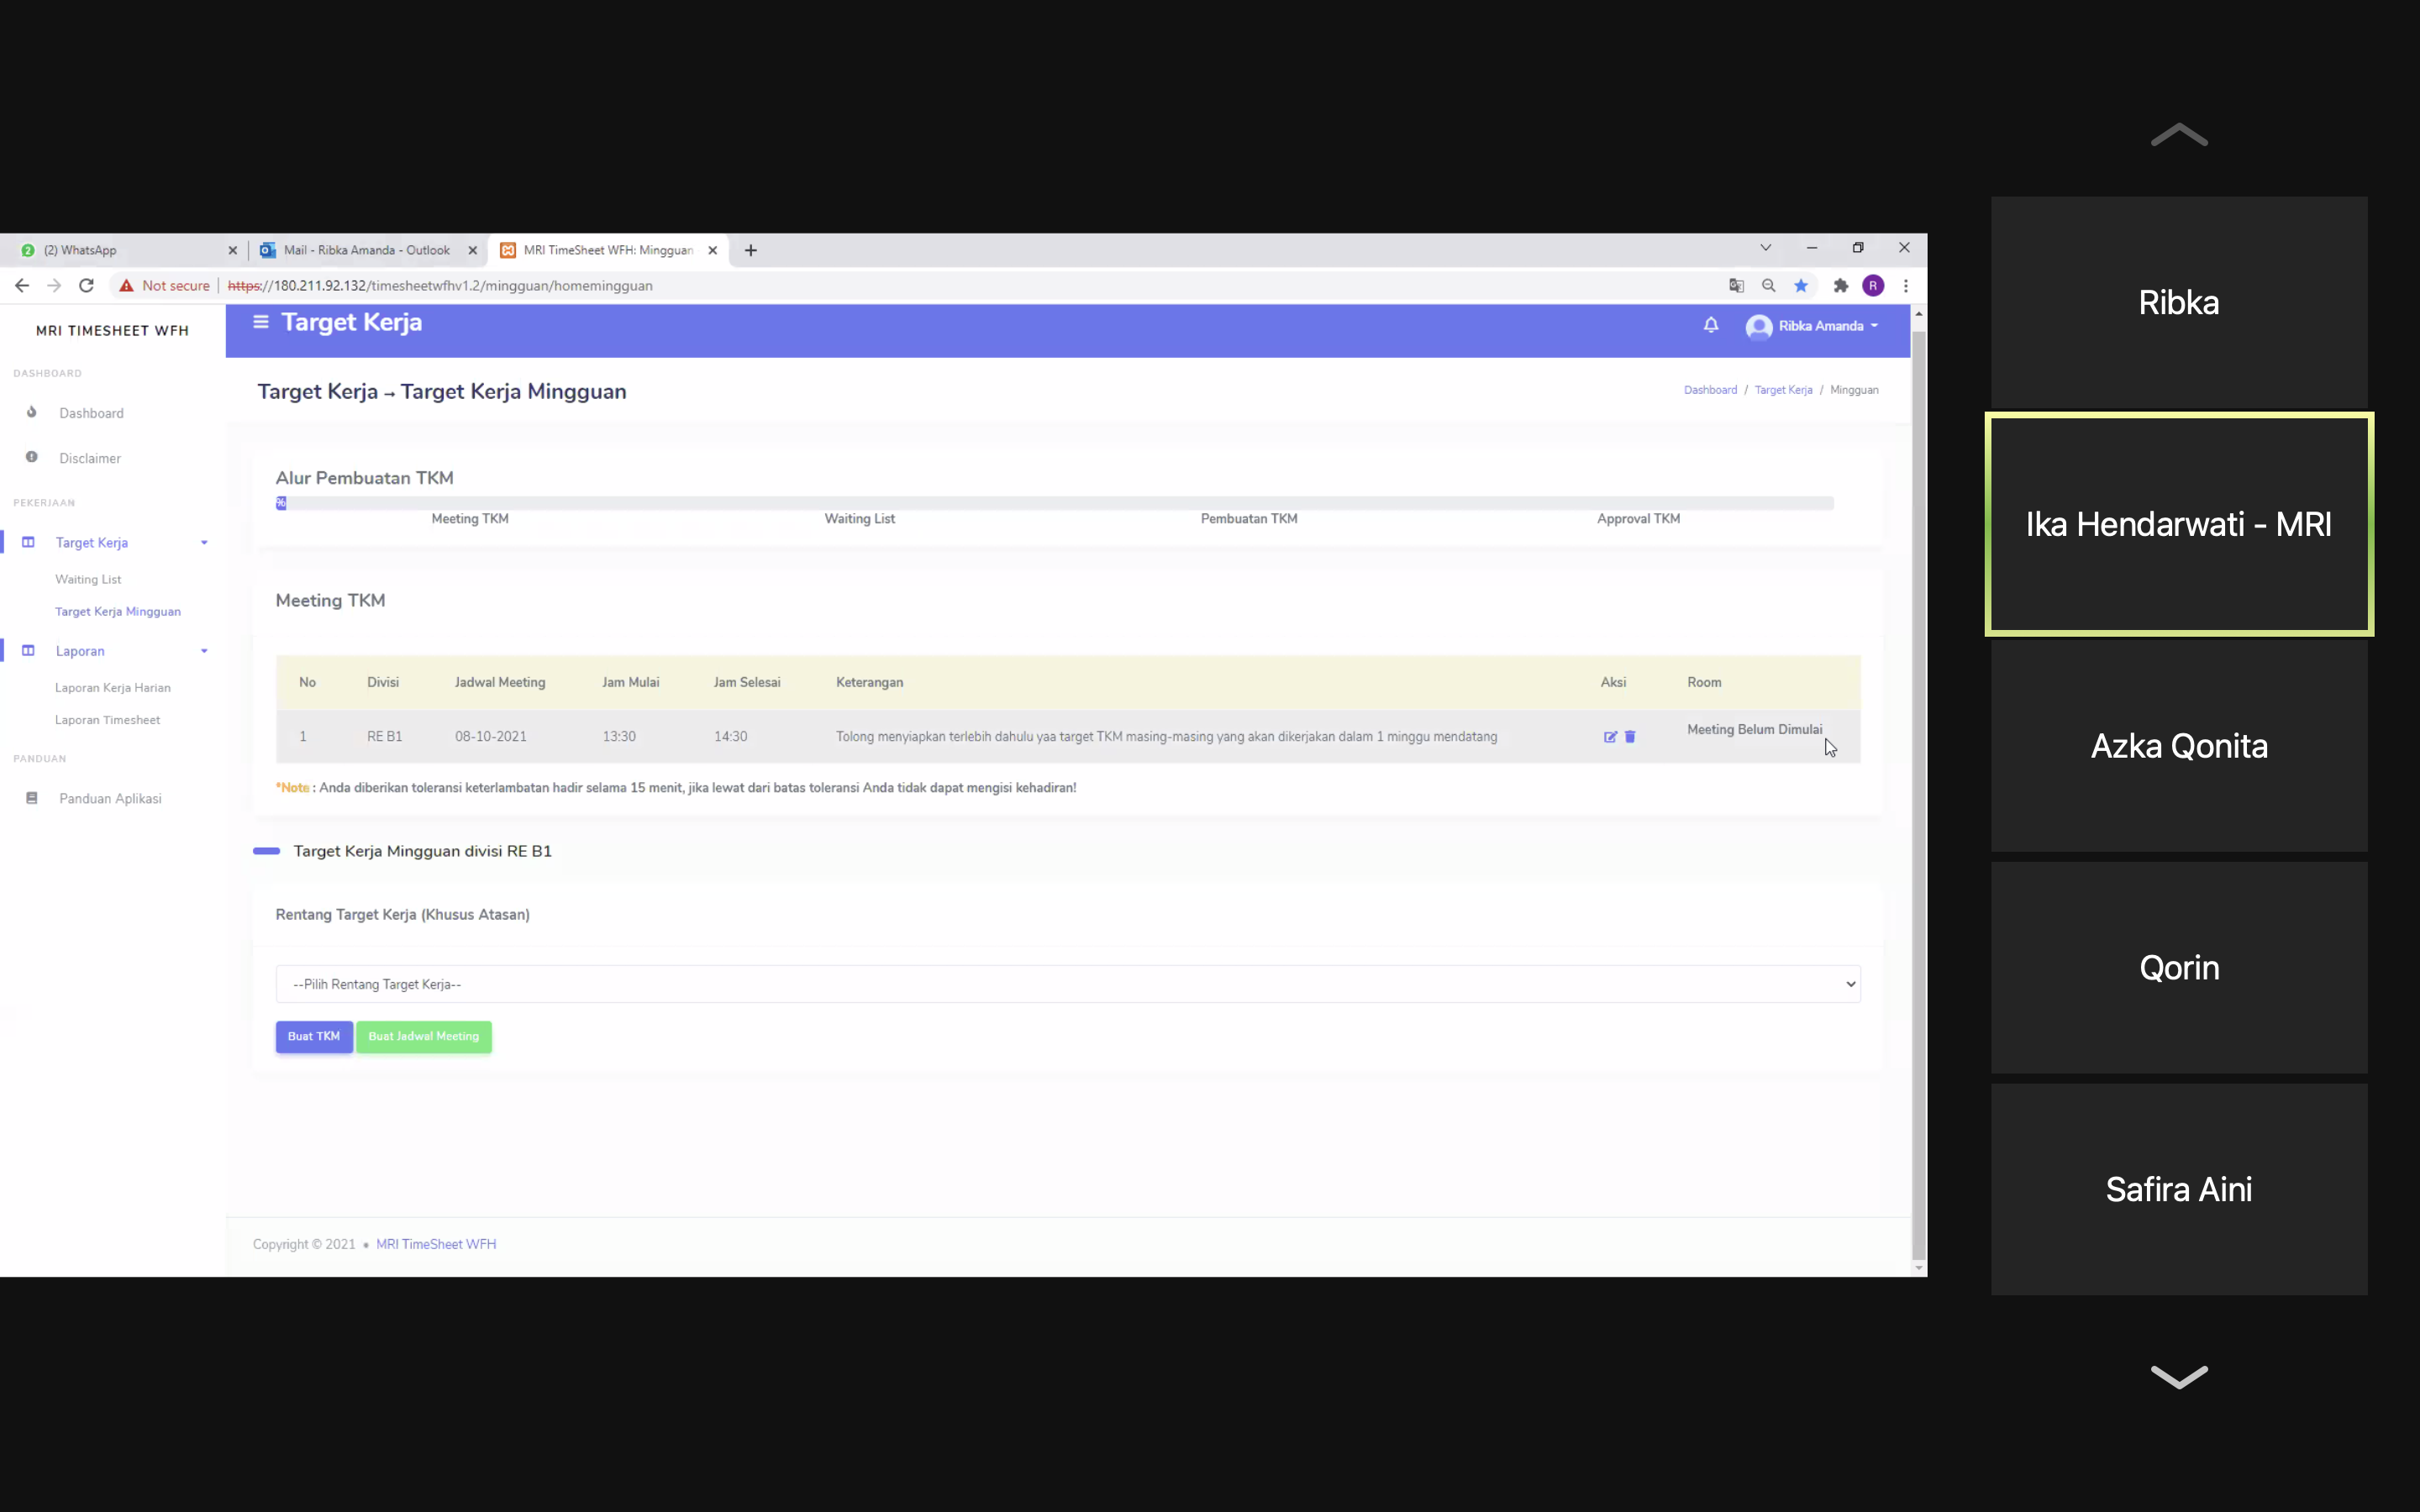 (2) WhatsApp
Mail - Ribka Amanda - Outlook
MRI TimeSheet WFH: Mingguan
Not secure
https://180.211.92.132/timesheetwfhv1.2/mingguan/homemingguan
R
MRI TIMESHEET WFH
DASHBOARD
Dashboard
Disclaimer
PEKERJAAN
Target Kerja
Waiting List
Target Kerja Mingguan
Laporan
Laporan Kerja Harian
Laporan Timesheet
PANDUAN
Panduan Aplikasi
Target Kerja
Ribka Amanda
Target Kerja → Target Kerja Mingguan
Dashboard / Target Kerja / Mingguan
Alur Pembuatan TKM
%
Meeting TKM Waiting List Pembuatan TKM Approval TKM
Meeting TKM
No Divisi Jadwal Meeting Jam Mulai Jam Selesai Keterangan Aksi Room
1 RE B1 08-10-2021 13:30 14:30 Tolong menyiapkan terlebih dahulu yaa target TKM masing-masing yang akan dikerjakan dalam 1 minggu mendatang Meeting Belum Dimulai
*Note : Anda diberikan toleransi keterlambatan hadir selama 15 menit, jika lewat dari batas toleransi Anda tidak dapat mengisi kehadiran!
Target Kerja Mingguan divisi RE B1
Rentang Target Kerja (Khusus Atasan)
--Pilih Rentang Target Kerja--
Buat TKM Buat Jadwal Meeting
Copyright © 2021 • MRI TimeSheet WFH
Ribka
Ika Hendarwati - MRI
Azka Qonita
Qorin
Safira Aini